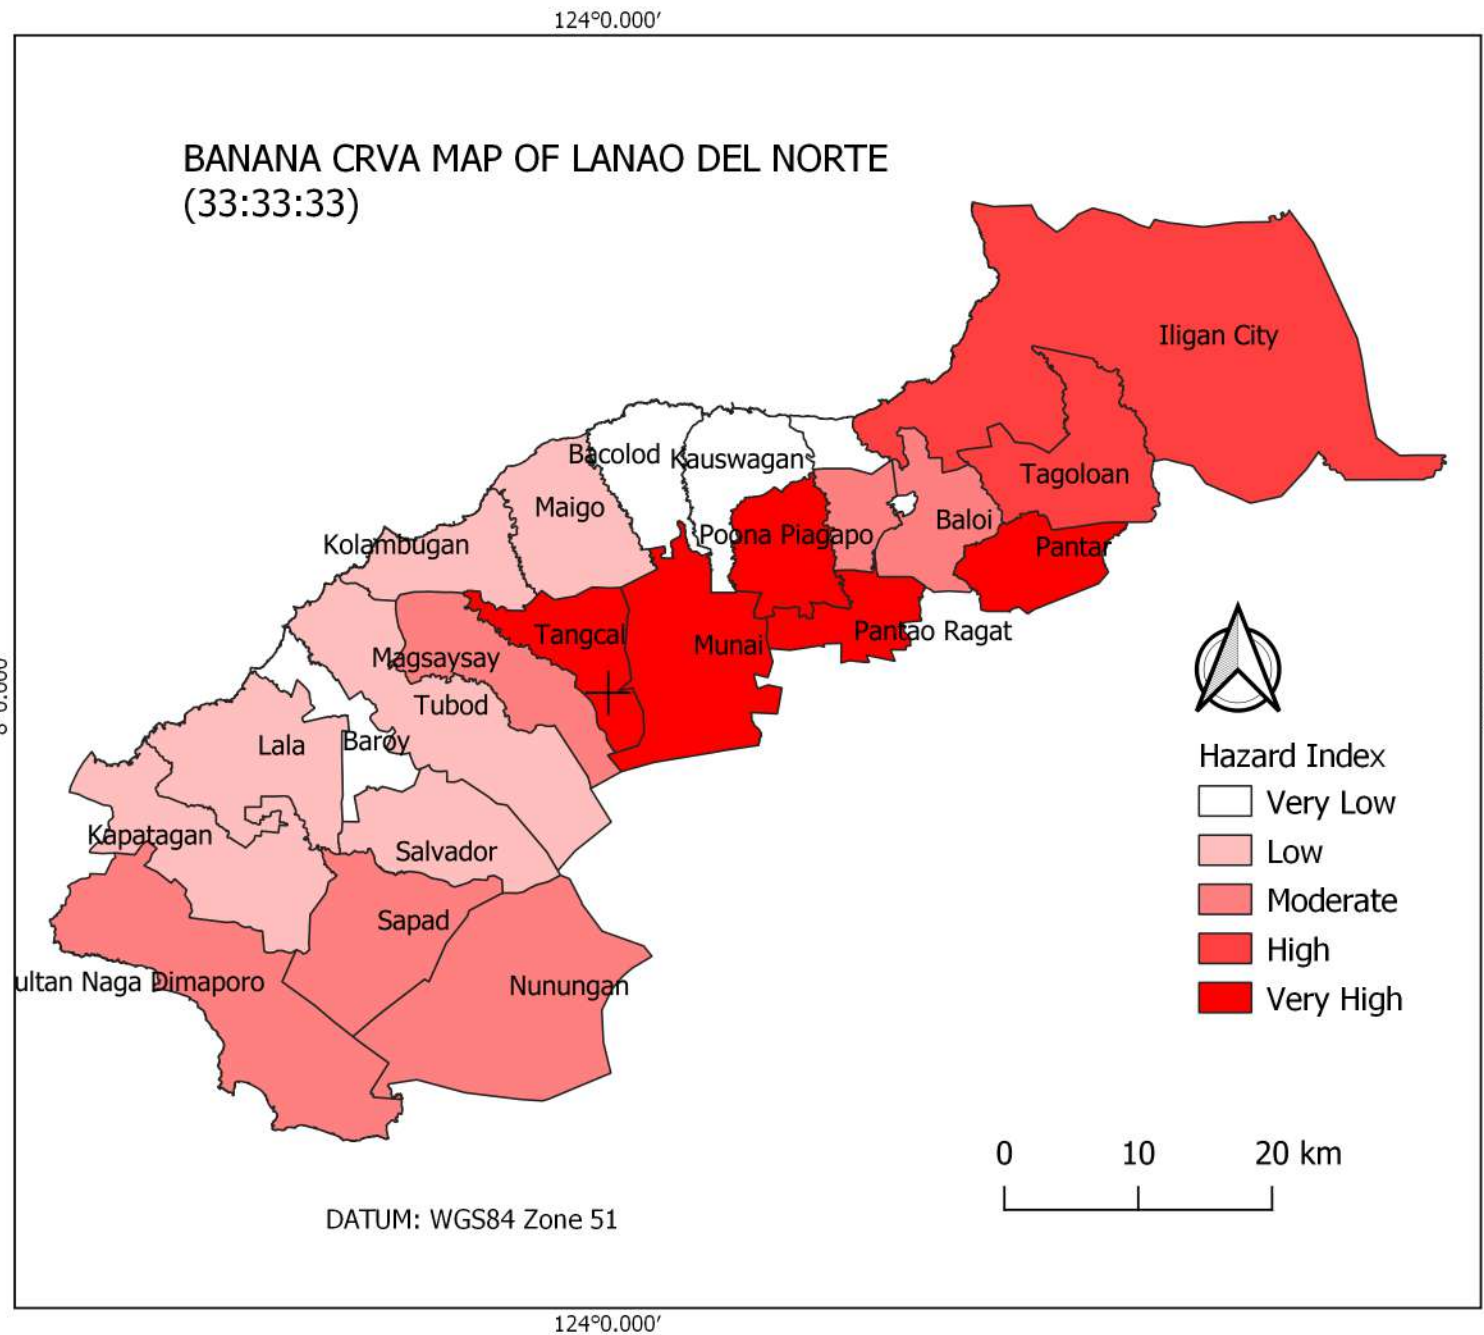 124°0.000′
BANANA CRVA MAP OF LANAO DEL NORTE
(33:33:33)
Iligan City
Bacolod
Kauswagan
Tagoloan
Maigo
Baloi
Poona Piagapo
Kolambugan
Pantar
Tangcal
Pantao Ragat
Munai
Magsaysay
Tubod
Lala
Baroy
Kapatagan
Salvador
Sapad
ultan Naga Dimaporo
Nunungan
Hazard Index
Very Low
Low
Moderate
High
Very High
0 10 20 km
DATUM: WGS84 Zone 51
124°0.000′